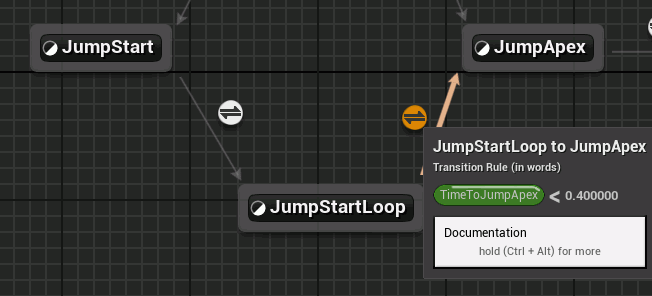 JumpStart
JumpApex
JumpStartLoop
JumpStartLoop to JumpApex
Transition Rule (in words)
TimeToJumpApex < 0.400000
Documentation
hold (Ctrl + Alt) for more